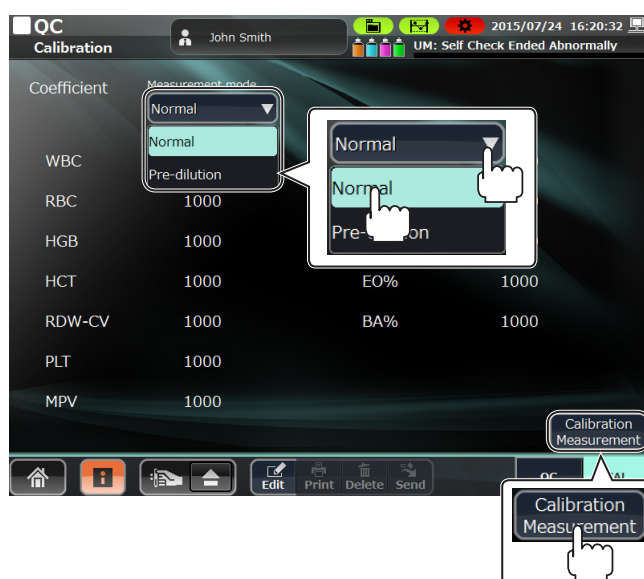 QC
Calibration
John Smith
2015/07/24 16:20:32
UM: Self Check Ended Abnormally
Coefficient
Measurement mode
Normal
Normal
Pre-dilution
Normal
Normal
WBC
RBC 1000
HGB 1000
HCT 1000 EO% 1000
RDW-CV 1000 BA% 1000
PLT 1000
MPV 1000
Calibration
Measurement
Edit Print Delete Send
QC
Calibration
Measurement